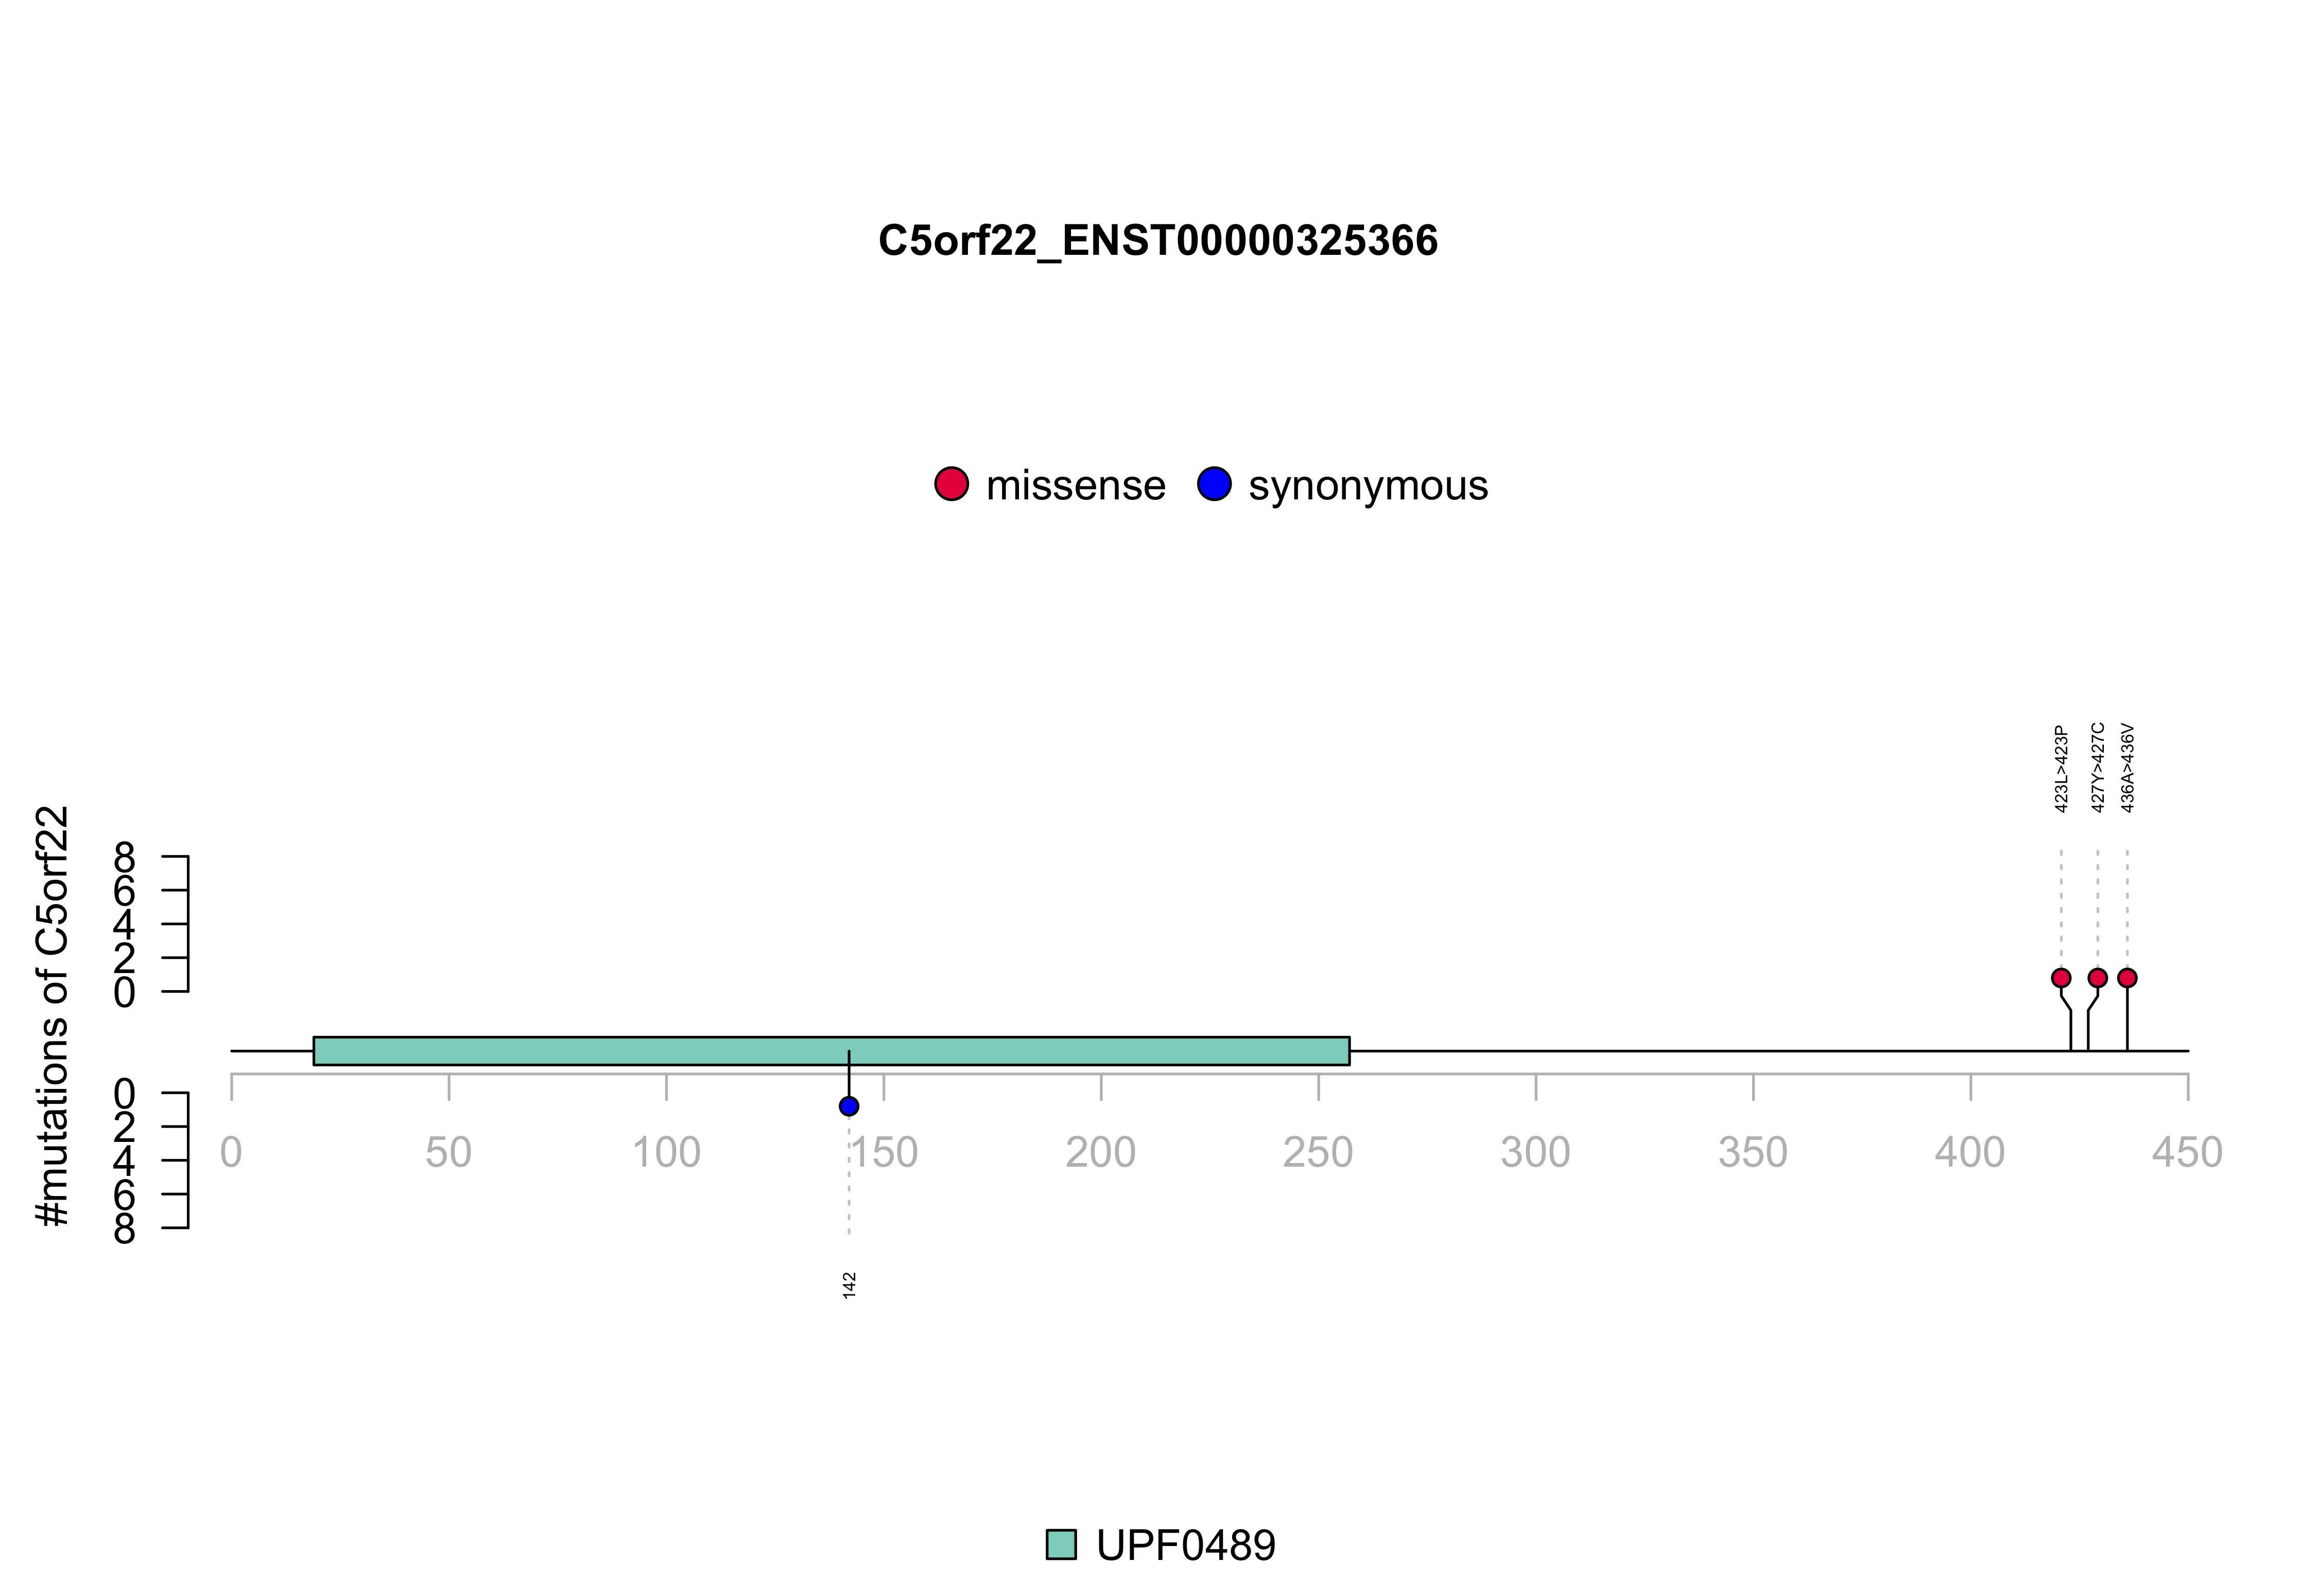 C5orf22_ENST00000325366
missense synonymous
423L>423P
427Y>427C
436A>436V
#mutations of C5orf22
8
6
4
2
0
0
2
4
6
8
0 50 100 150 200 250 300 350 400 450
142
UPF0489